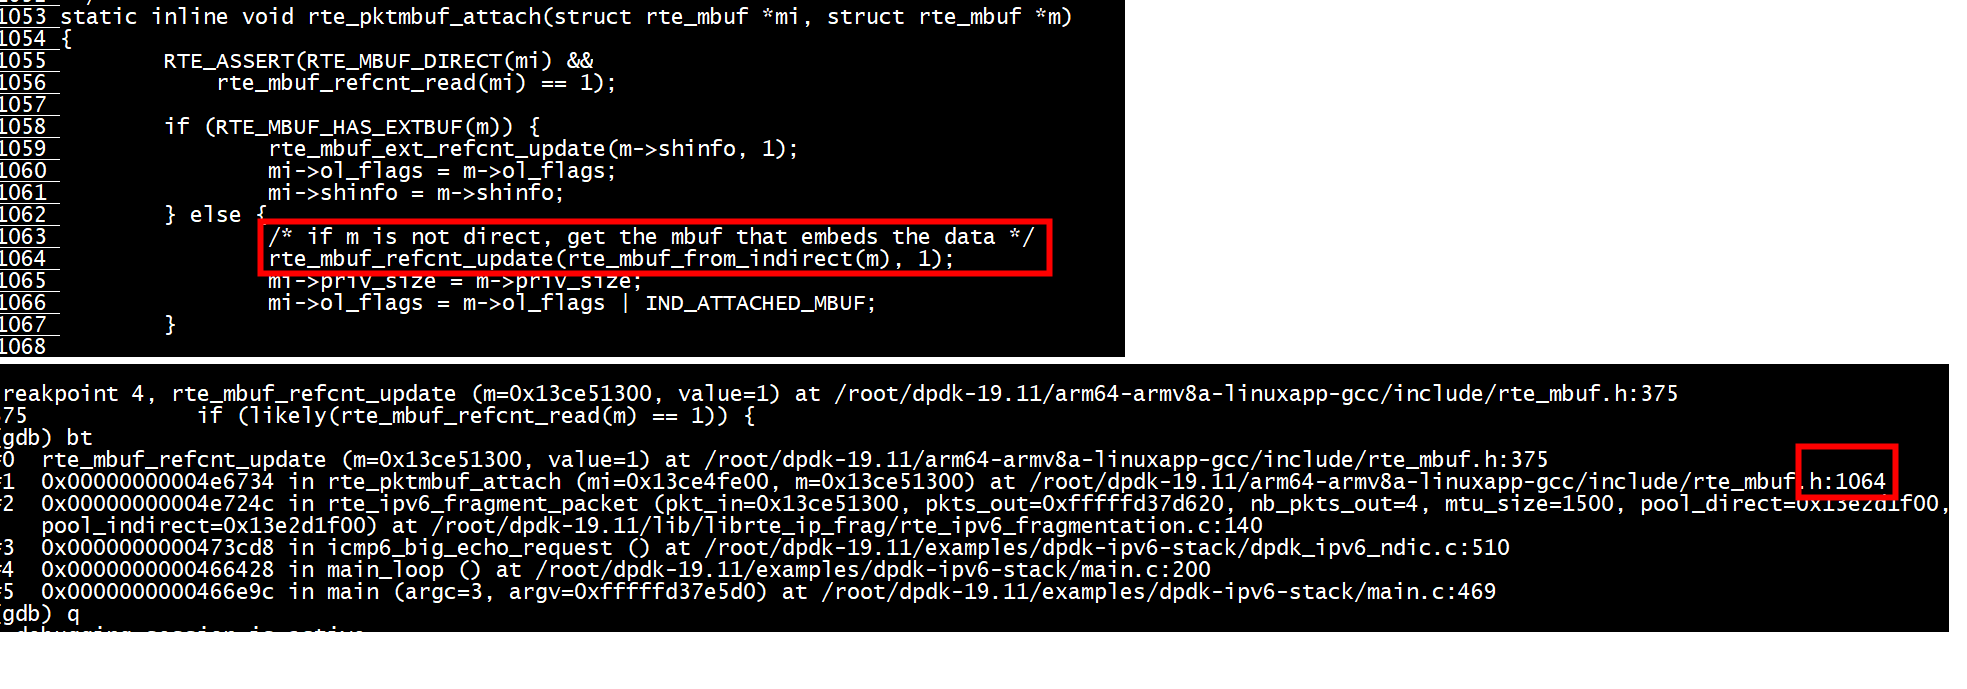 1053 static inline void rte_pktmbuf_attach(struct rte_mbuf *mi, struct rte_mbuf *m)
1054 {
1055 RTE_ASSERT(RTE_MBUF_DIRECT(mi) &&
1056 rte_mbuf_refcnt_read(mi) == 1);
1057
1058 if (RTE_MBUF_HAS_EXTBUF(m)) {
1059 rte_mbuf_ext_refcnt_update(m->shinfo, 1);
1060 mi->ol_flags = m->ol_flags;
1061 mi->shinfo = m->shinfo;
1062 } else {
1063 /* if m is not direct, get the mbuf that embeds the data */
1064 rte_mbuf_refcnt_update(rte_mbuf_from_indirect(m), 1);
1065 mi->priv_size = m->priv_size;
1066 mi->ol_flags = m->ol_flags | IND_ATTACHED_MBUF;
1067 }
1068
reakpoint 4, rte_mbuf_refcnt_update (m=0x13ce51300, value=1) at /root/dpdk-19.11/arm64-armv8a-linuxapp-gcc/include/rte_mbuf.h:375
75 if (likely(rte_mbuf_refcnt_read(m) == 1)) {
gdb) bt
#0 rte_mbuf_refcnt_update (m=0x13ce51300, value=1) at /root/dpdk-19.11/arm64-armv8a-linuxapp-gcc/include/rte_mbuf.h:375
#1 0x00000000004e6734 in rte_pktmbuf_attach (mi=0x13ce4fe00, m=0x13ce51300) at /root/dpdk-19.11/arm64-armv8a-linuxapp-gcc/include/rte_mbuf.h:1064
#2 0x00000000004e724c in rte_ipv6_fragment_packet (pkt_in=0x13ce51300, pkts_out=0xfffffd37d620, nb_pkts_out=4, mtu_size=1500, pool_direct=0x13e2d1f00,
pool_indirect=0x13e2d1f00) at /root/dpdk-19.11/lib/librte_ip_frag/rte_ipv6_fragmentation.c:140
#3 0x0000000000473cd8 in icmp6_big_echo_request () at /root/dpdk-19.11/examples/dpdk-ipv6-stack/dpdk_ipv6_ndic.c:510
#4 0x0000000000466428 in main_loop () at /root/dpdk-19.11/examples/dpdk-ipv6-stack/main.c:200
#5 0x0000000000466e9c in main (argc=3, argv=0xfffffd37e5d0) at /root/dpdk-19.11/examples/dpdk-ipv6-stack/main.c:469
gdb) q